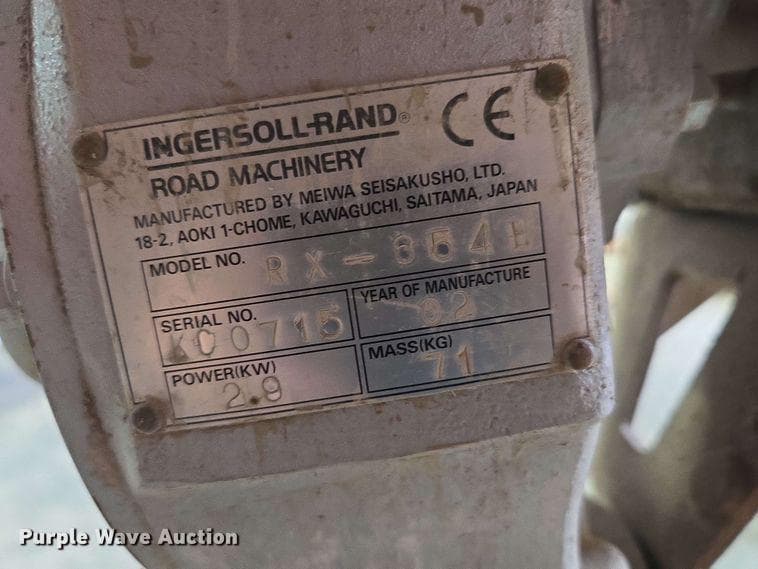 INGERSOLL-RAND® CE
ROAD MACHINERY
MANUFACTURED BY MEIWA SEISAKUSHO, LTD.
18-2, AOKI 1-CHOME, KAWAGUCHI, SAITAMA, JAPAN
MODEL NO.
SERIAL NO. YEAR OF MANUFACTURE
02
POWER(KW) MASS(KG)
2.9 71
Purple Wave Auction